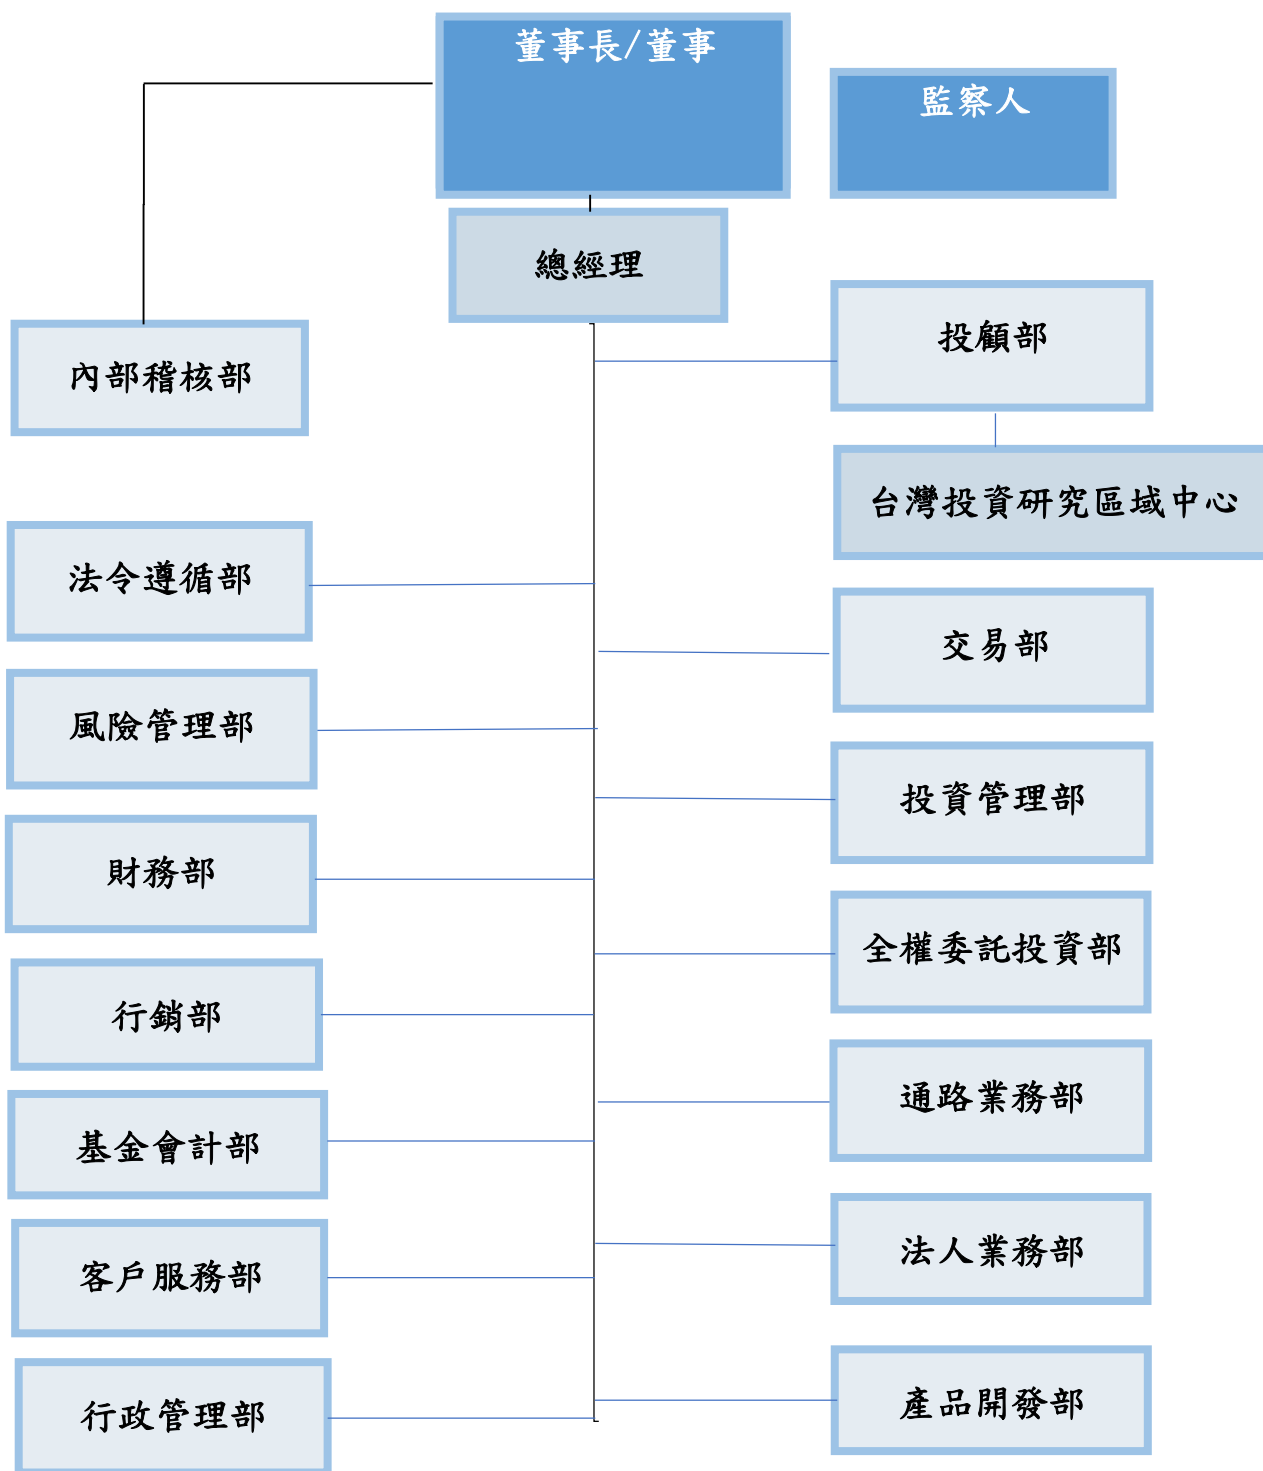 董事長/董事
監察人
總經理
內部稽核部
投顧部
台灣投資研究區域中心
法令遵循部
交易部
風險管理部
投資管理部
財務部
全權委託投資部
行銷部
通路業務部
基金會計部
法人業務部
客戶服務部
產品開發部
行政管理部